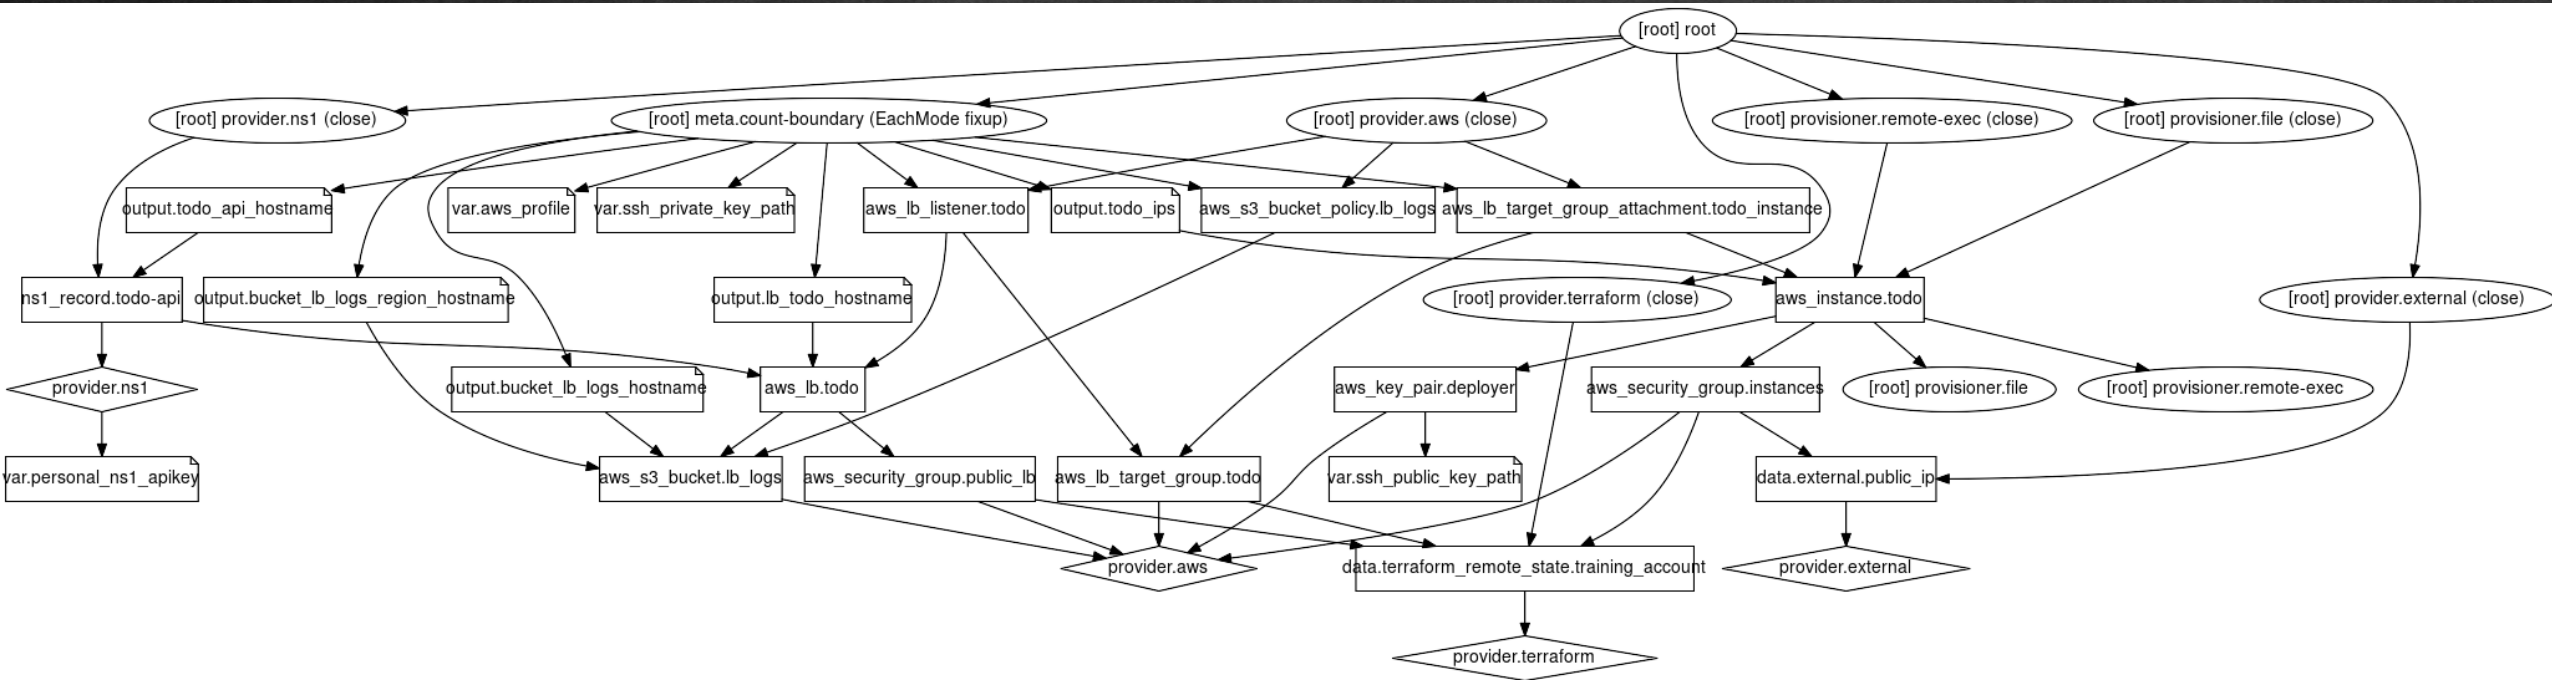 [root] root
[root] provider.ns1 (close)
[root] meta.count-boundary (EachMode fixup)
[root] provider.aws (close)
[root] provisioner.remote-exec (close)
[root] provisioner.file (close)
output.todo_api_hostname
var.aws_profile
var.ssh_private_key_path
aws_lb_listener.todo
output.todo_ips
aws_s3_bucket_policy.lb_logs
aws_lb_target_group_attachment.todo_instance
ns1_record.todo-api
output.bucket_lb_logs_region_hostname
output.lb_todo_hostname
[root] provider.terraform (close)
aws_instance.todo
[root] provider.external (close)
provider.ns1
output.bucket_lb_logs_hostname
aws_lb.todo
aws_key_pair.deployer
aws_security_group.instances
[root] provisioner.file
[root] provisioner.remote-exec
var.personal_ns1_apikey
aws_s3_bucket.lb_logs
aws_security_group.public_lb
aws_lb_target_group.todo
var.ssh_public_key_path
data.external.public_ip
provider.aws
data.terraform_remote_state.training_account
provider.external
provider.terraform